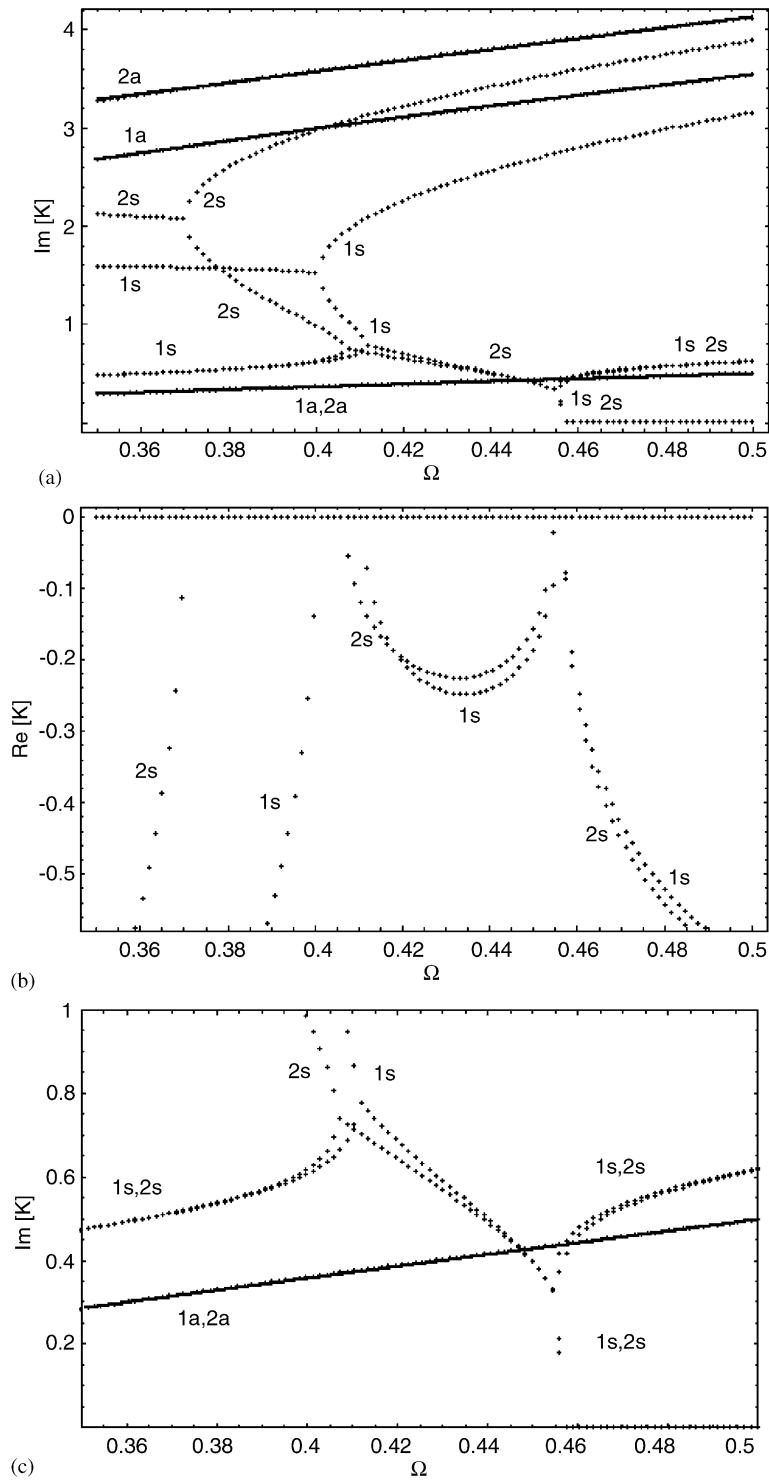 4
2a
3
1a
Im [K]
2s
2s
2
1s
1s
2s
1s
1s
2s
1s 2s
1
1a,2a
1s
2s
0.36 0.38 0.4 0.42 0.44 0.46 0.48 0.5
(a)
Ω
0
-0.1
2s
-0.2
Re [K]
1s
-0.3
2s
1s
-0.4
2s
1s
-0.5
0.36 0.38 0.4 0.42 0.44 0.46 0.48 0.5
(b)
Ω
1
2s 1s
0.8
1s,2s
1s,2s
0.6
Im [K]
0.4
1a,2a
1s,2s
0.2
0.36 0.38 0.4 0.42 0.44 0.46 0.48 0.5
(c)
Ω